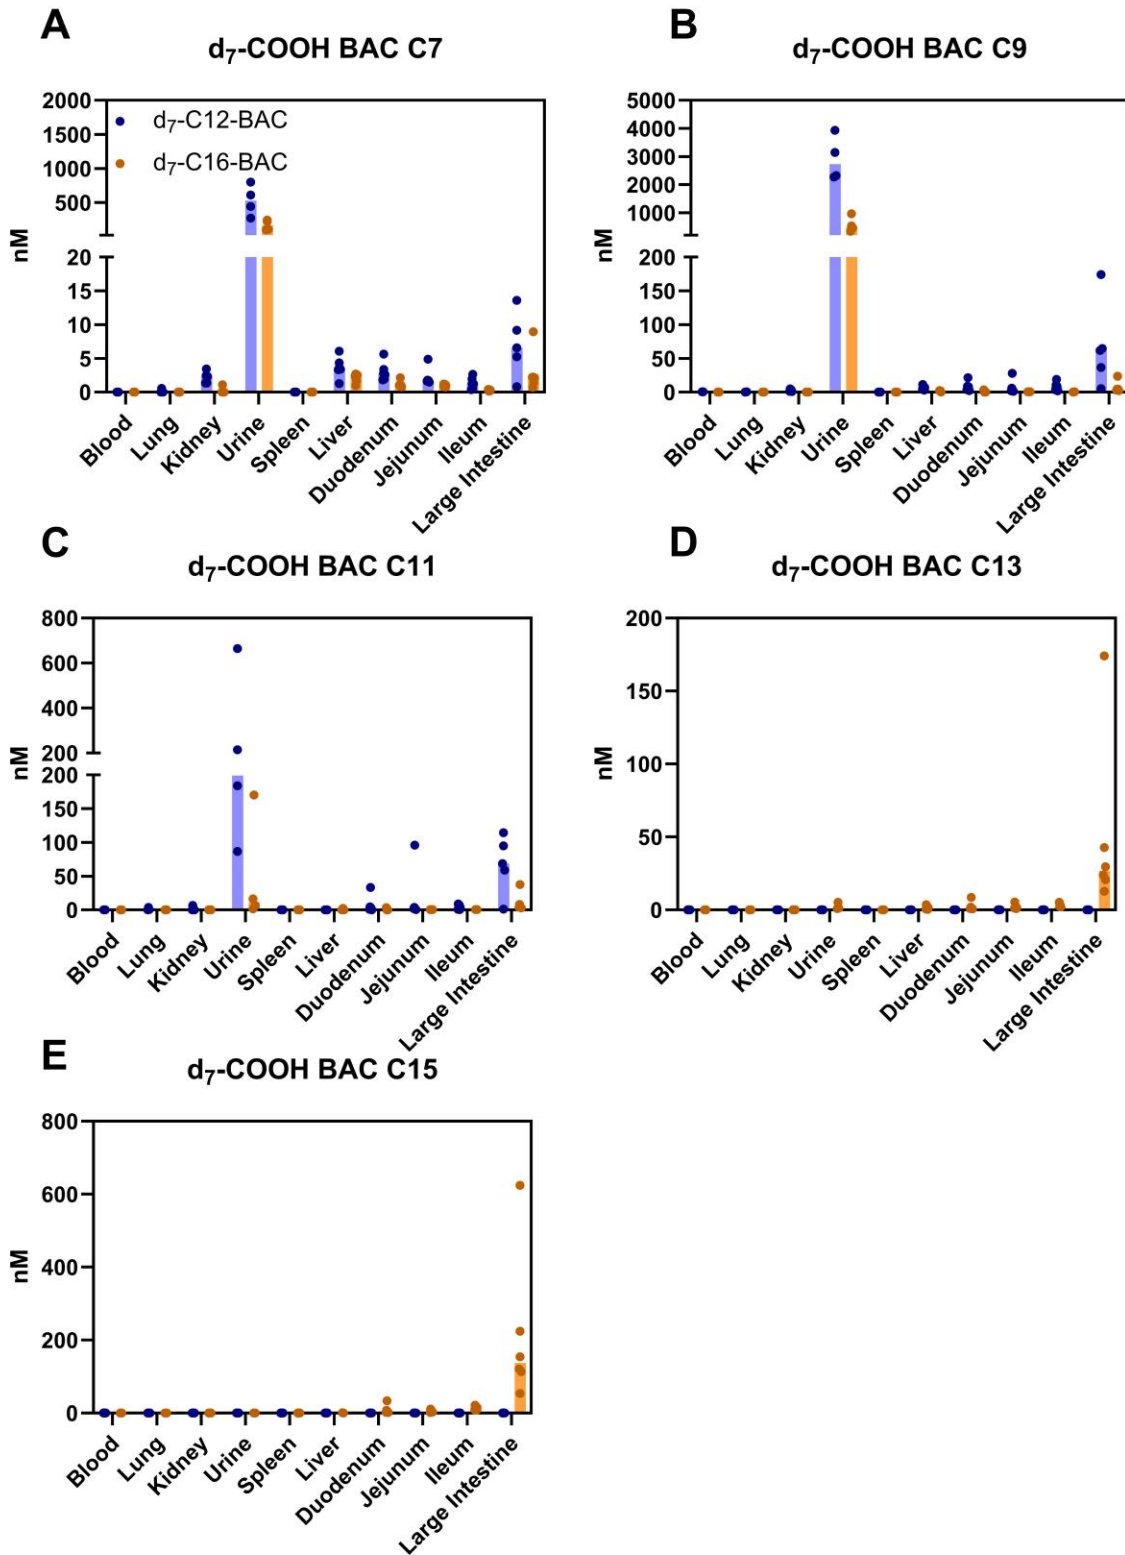 A
d₇-COOH BAC C7
2000
1500
1000
500
20
15
10
5
0
nM
d₇-C12-BAC
d₇-C16-BAC
Blood
Lung
Kidney
Urine
Spleen
Liver
Duodenum
Jejunum
Ileum
Large Intestine
B
d₇-COOH BAC C9
5000
4000
3000
2000
1000
200
150
100
50
0
nM
Blood
Lung
Kidney
Urine
Spleen
Liver
Duodenum
Jejunum
Ileum
Large Intestine
C
d₇-COOH BAC C11
800
600
400
200
200
150
100
50
0
nM
Blood
Lung
Kidney
Urine
Spleen
Liver
Duodenum
Jejunum
Ileum
Large Intestine
D
d₇-COOH BAC C13
200
150
100
50
0
nM
Blood
Lung
Kidney
Urine
Spleen
Liver
Duodenum
Jejunum
Ileum
Large Intestine
E
d₇-COOH BAC C15
800
600
400
200
0
nM
Blood
Lung
Kidney
Urine
Spleen
Liver
Duodenum
Jejunum
Ileum
Large Intestine